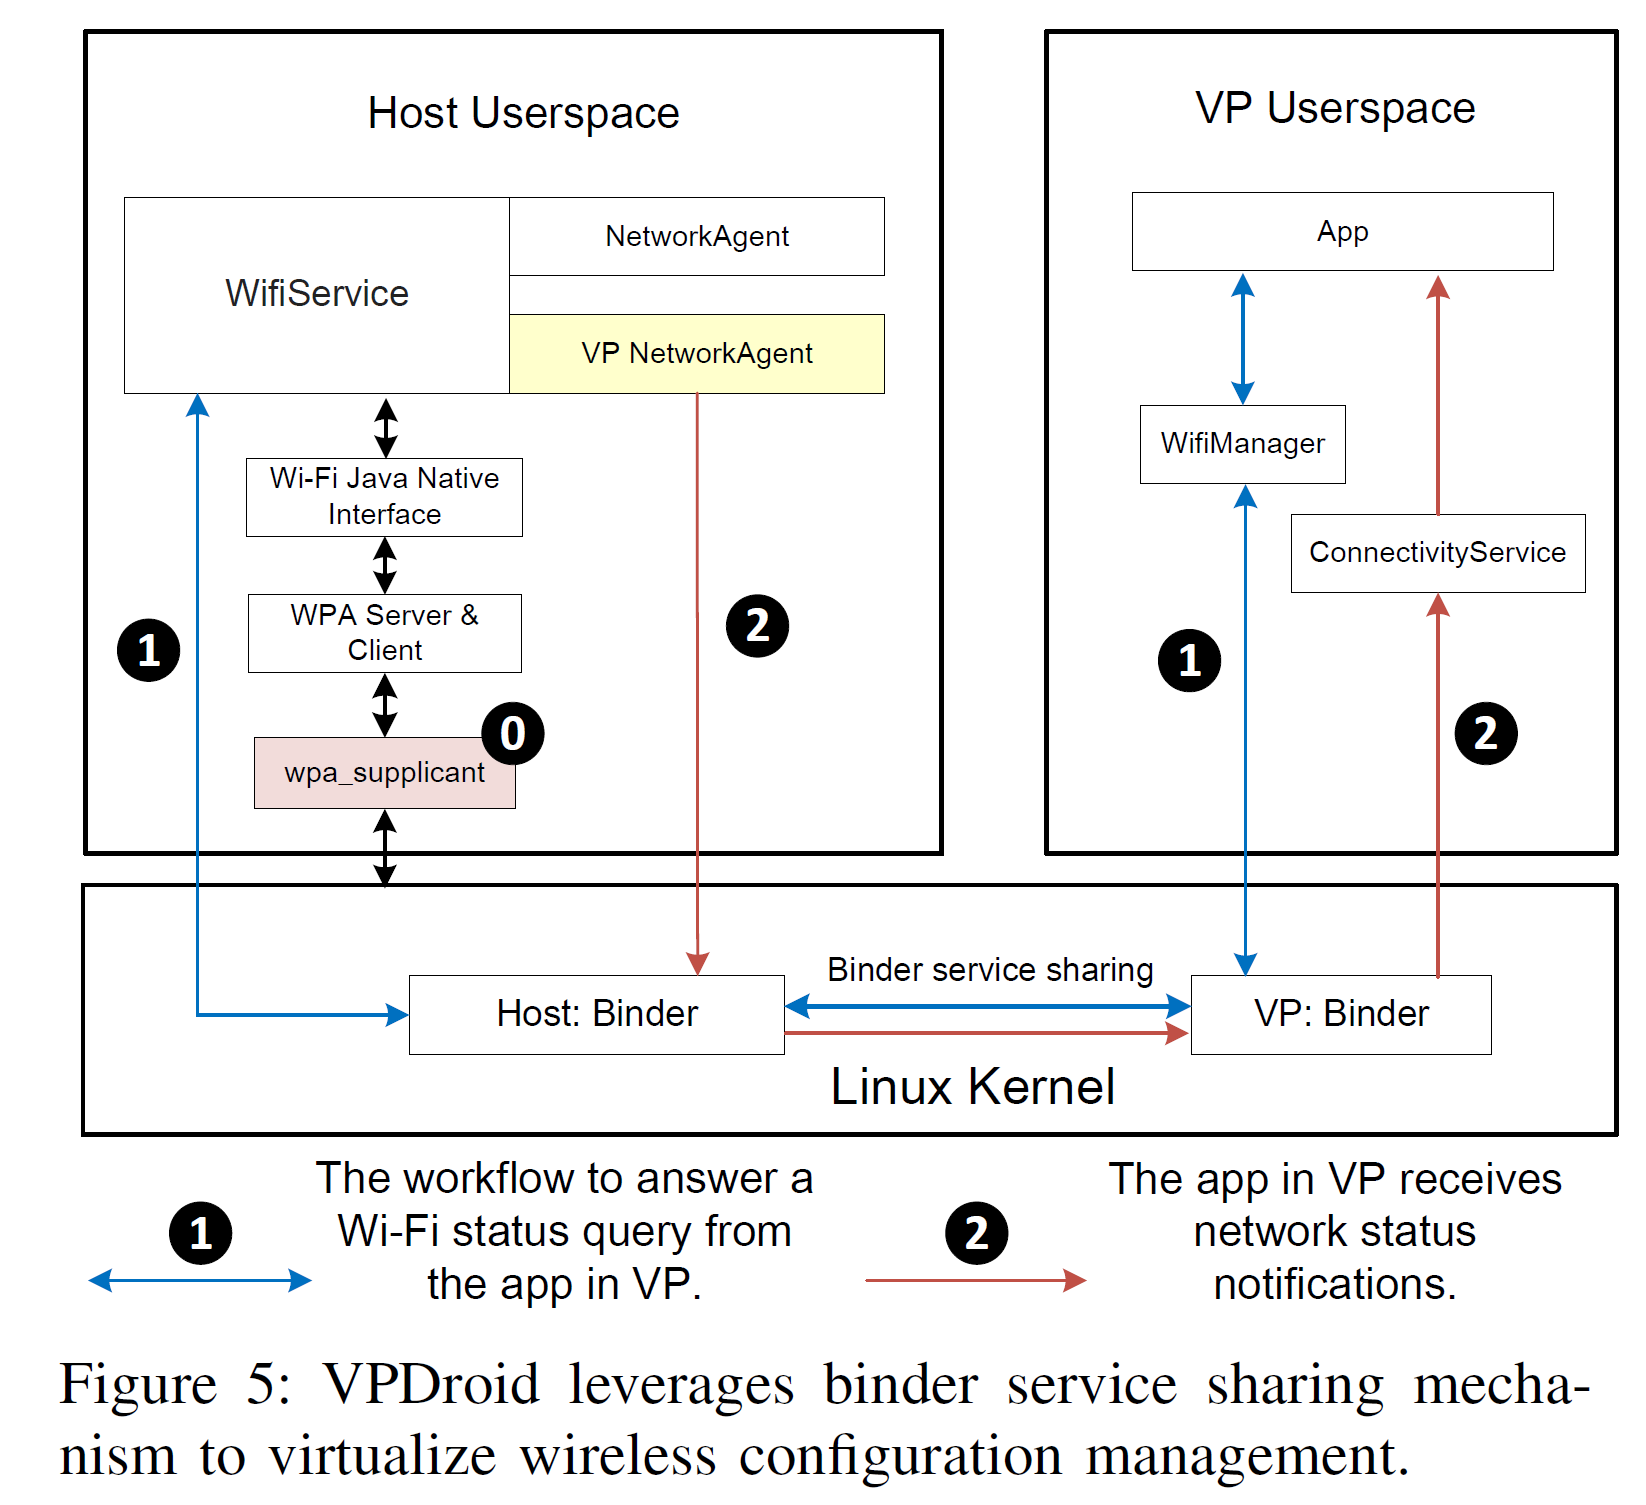 Host Userspace
VP Userspace
NetworkAgent
WifiService
VP NetworkAgent
App
Wi-Fi Java Native
Interface
WifiManager
ConnectivityService
WPA Server &
Client
1
2
1
2
0
wpa_supplicant
Binder service sharing
Host: Binder
VP: Binder
Linux Kernel
1
The workflow to answer a
Wi-Fi status query from
the app in VP.
2
The app in VP receives
network status
notifications.
Figure 5: VPDroid leverages binder service sharing mecha-
nism to virtualize wireless configuration management.